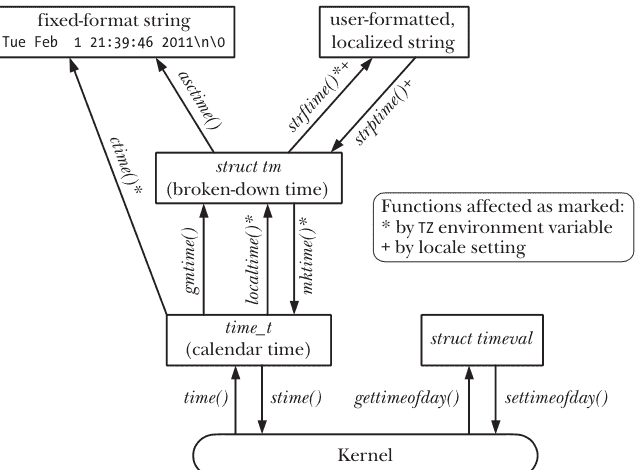 fixed-format string
Tue Feb  1 21:39:46 2011\n\0
user-formatted,
localized string
asctime()
strftime()*+
strptime()+
ctime()*
struct tm
(broken-down time)
Functions affected as marked:
* by TZ environment variable
+ by locale setting
gmtime()
localtime()*
mktime()*
time_t
(calendar time)
struct timeval
time()
stime()
gettimeofday()
settimeofday()
Kernel